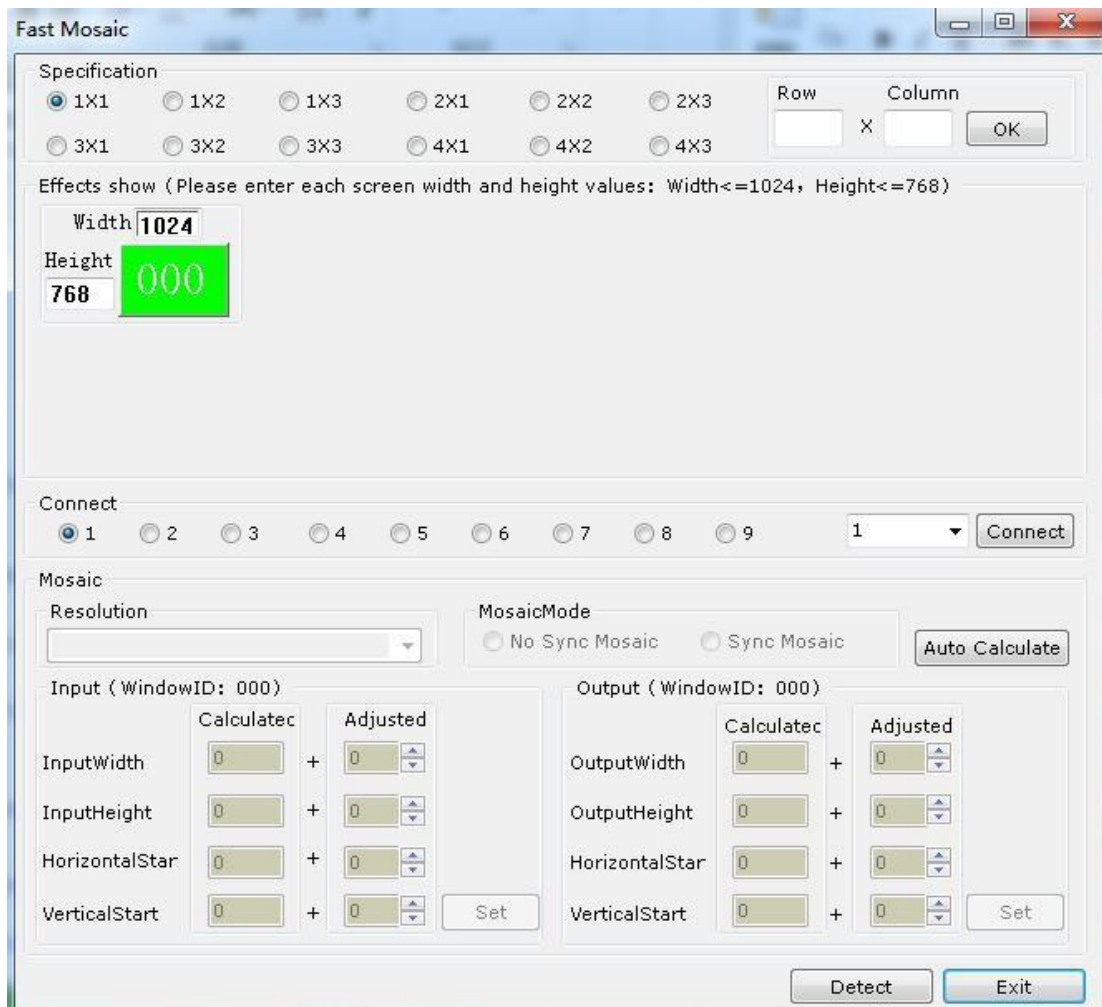 Fast Mosaic
Specification
1X1 1X2 1X3 2X1 2X2 2X3
3X1 3X2 3X3 4X1 4X2 4X3
Row Column
X OK
Effects show (Please enter each screen width and height values: Width<=1024, Height<=768)
Width 1024
Height
768
000
Connect
1 2 3 4 5 6 7 8 9 1 Connect
Mosaic
Resolution
MosaicMode
No Sync Mosaic Sync Mosaic
Auto Calculate
Input (WindowID: 000)
Calculatec Adjusted
InputWidth 0 + 0
InputHeight 0 + 0
HorizontalStar 0 + 0
VerticalStart 0 + 0 Set
Output (WindowID: 000)
Calculatec Adjusted
OutputWidth 0 + 0
OutputHeight 0 + 0
HorizontalStar 0 + 0
VerticalStart 0 + 0 Set
Detect Exit